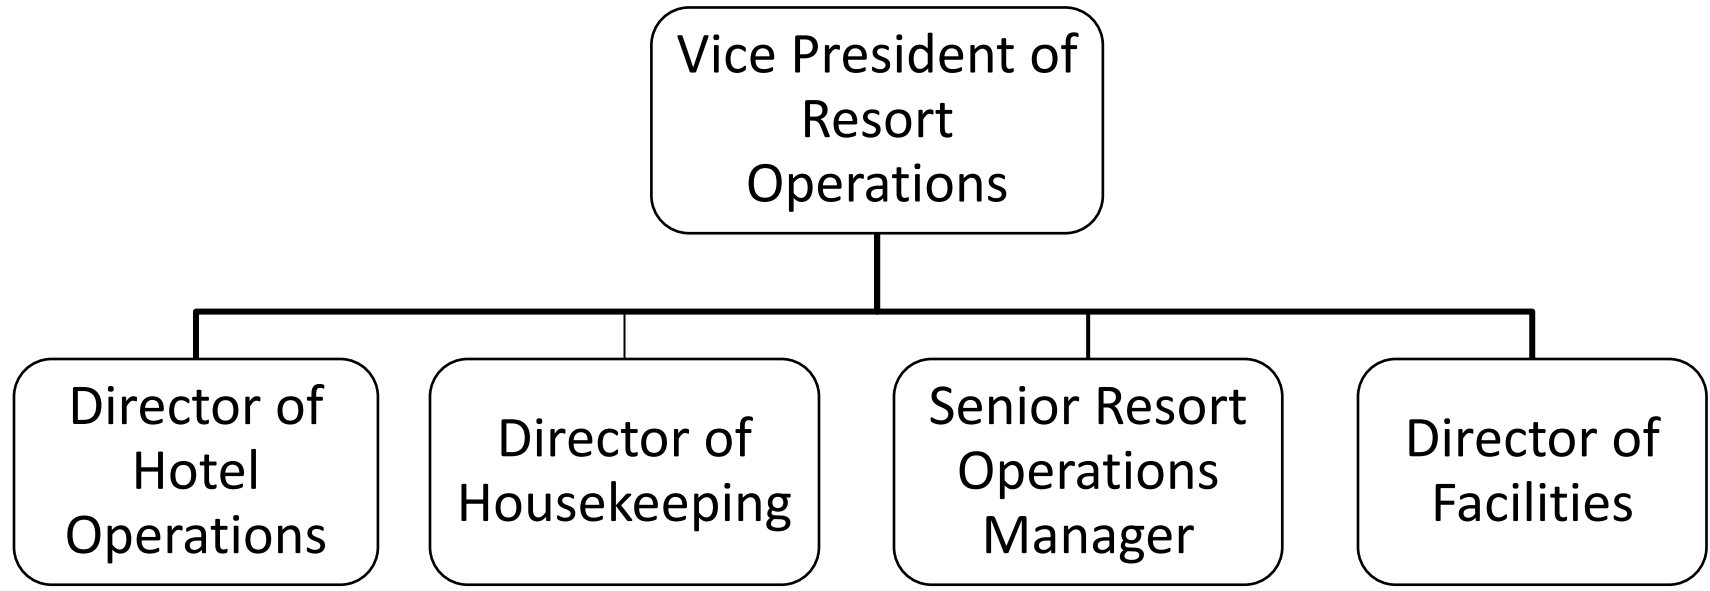 Vice President of
Resort
Operations
Director of
Hotel
Operations
Director of
Housekeeping
Senior Resort
Operations
Manager
Director of
Facilities